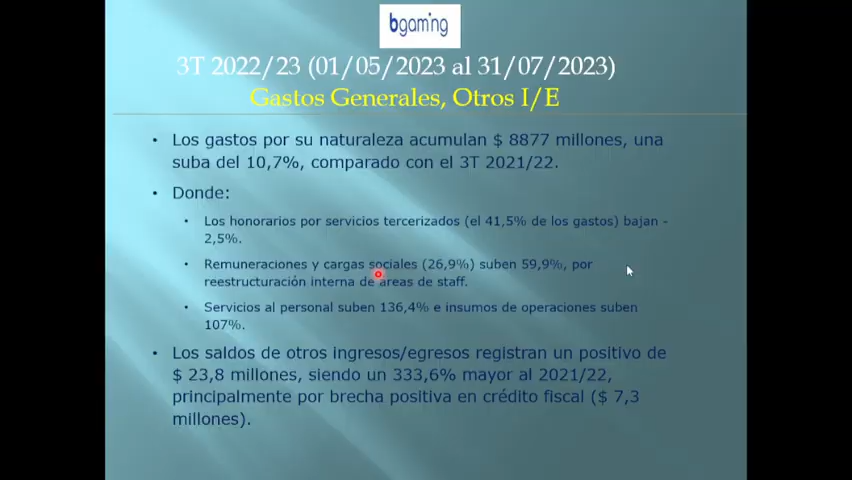 bgaming
3T 2022/23 (01/05/2023 al 31/07/2023)
Gastos Generales, Otros I/E
• Los gastos por su naturaleza acumulan $ 8877 millones, una
suba del 10,7%, comparado con el 3T 2021/22.
• Donde:
• Los honorarios por servicios tercerizados (el 41,5% de los gastos) bajan -
2,5%.
• Remuneraciones y cargas sociales (26,9%) suben 59,9%, por
reestructuración interna de áreas de staff.
• Servicios al personal suben 136,4% e insumos de operaciones suben
107%.
• Los saldos de otros ingresos/egresos registran un positivo de
$ 23,8 millones, siendo un 333,6% mayor al 2021/22,
principalmente por brecha positiva en crédito fiscal ($ 7,3
millones).